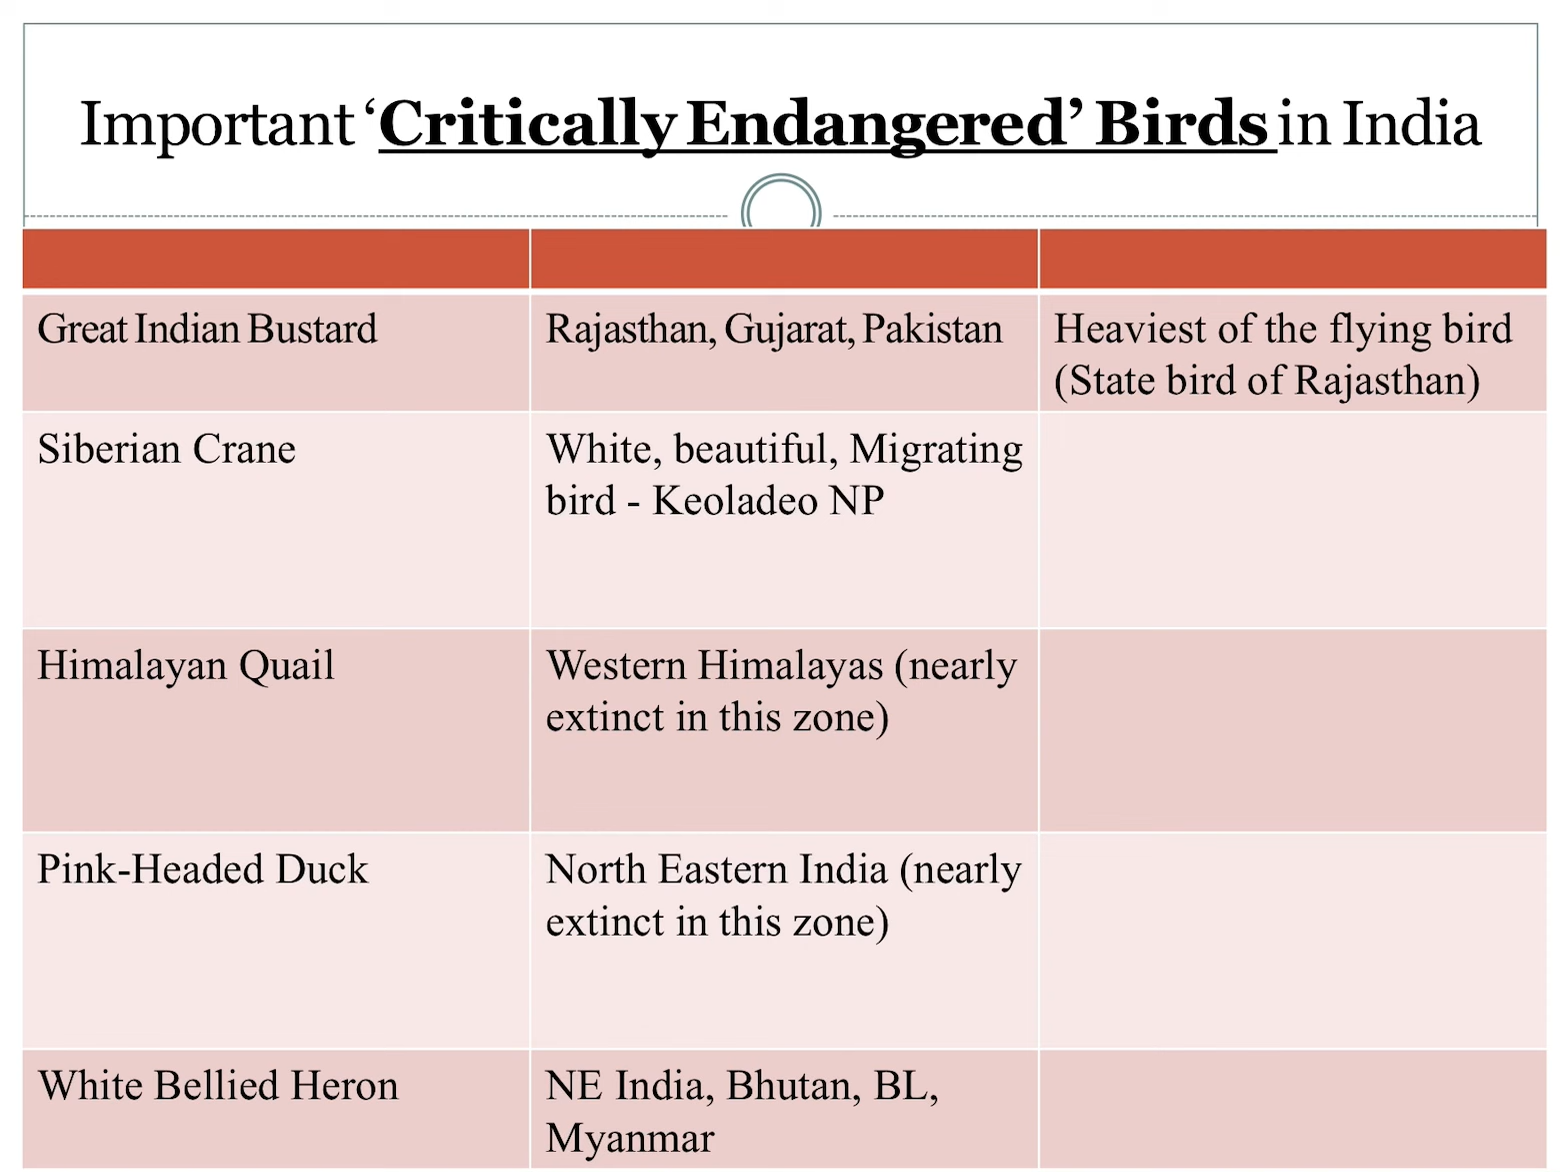 Important ‘Critically Endangered’ Birds in India
Great Indian Bustard
Rajasthan, Gujarat, Pakistan
Heaviest of the flying bird
(State bird of Rajasthan)
Siberian Crane
White, beautiful, Migrating
bird - Keoladeo NP
Himalayan Quail
Western Himalayas (nearly
extinct in this zone)
Pink-Headed Duck
North Eastern India (nearly
extinct in this zone)
White Bellied Heron
NE India, Bhutan, BL,
Myanmar